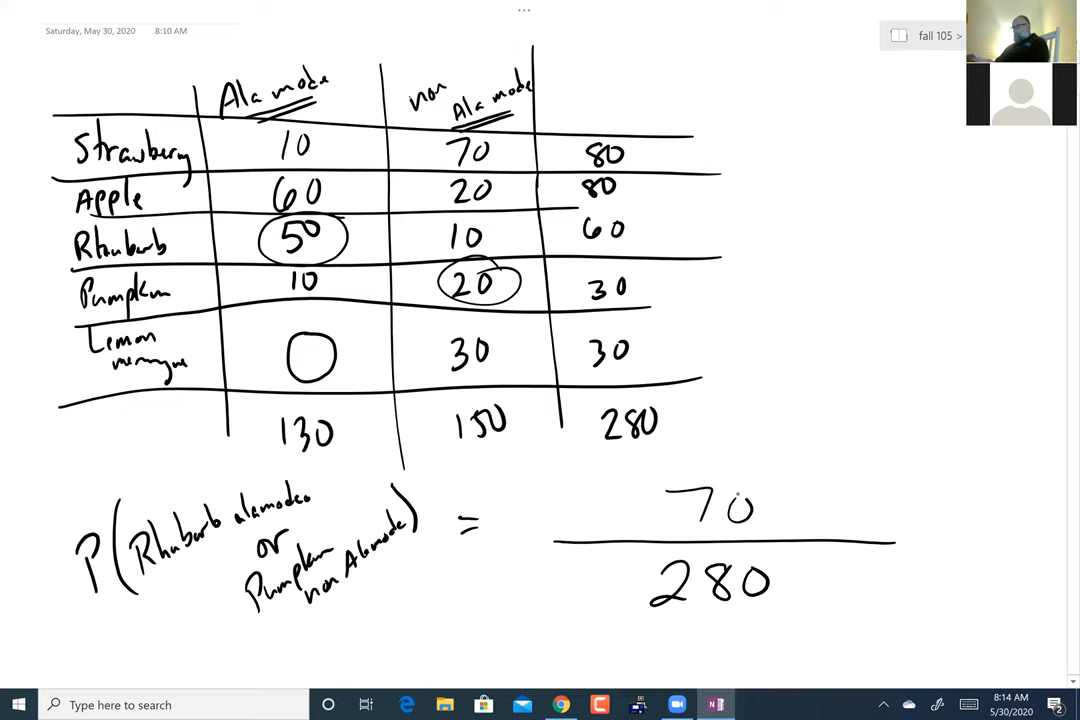 Saturday, May 30, 2020 8:10 AM
fall 105 >
Ala mode non Ala mode
Strawberry 10 70 80
Apple 60 20 80
Rhubarb 50 10 60
Pumpkin 10 20 30
Lemon
meringue 0 30 30
130 150 280
P(Rhubarb alamode
or
Pumpkin
non Alamode) = 70
280
Type here to search
8:14 AM
5/30/2020
2